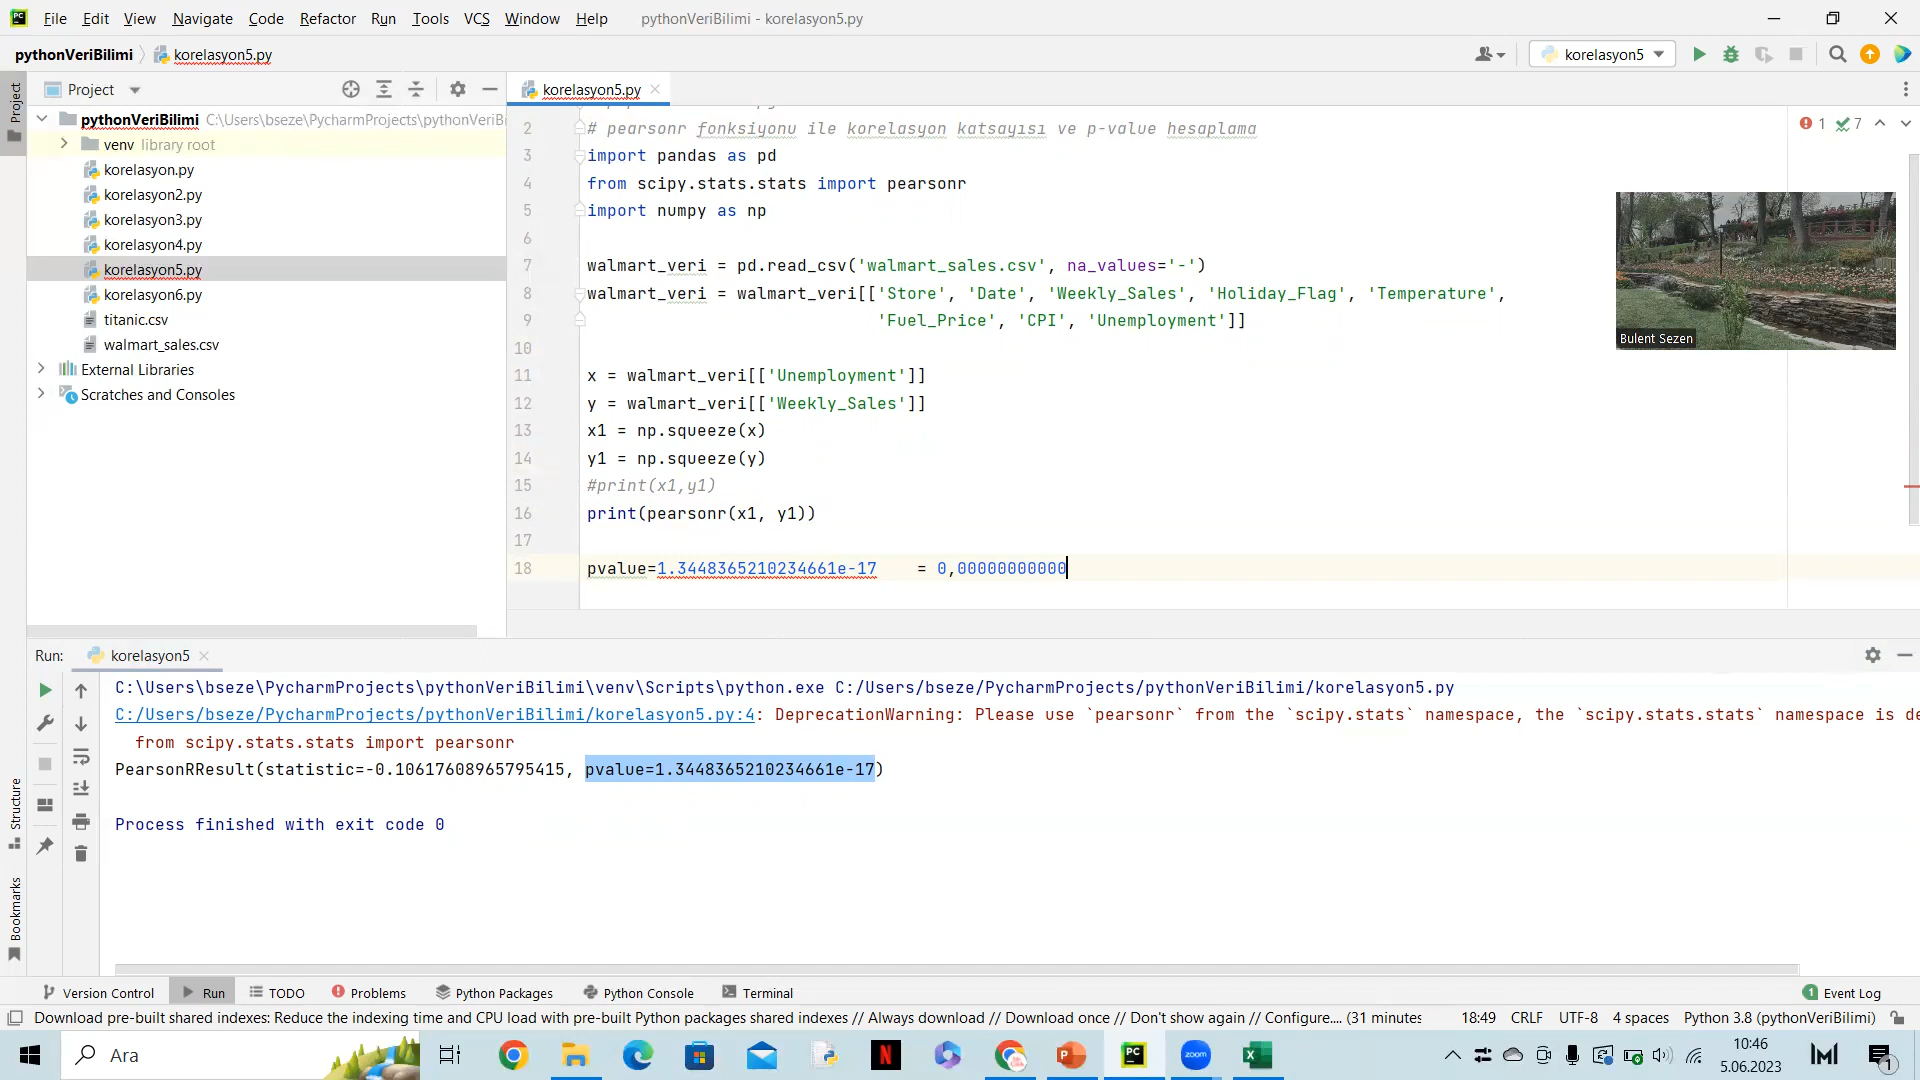 PC File Edit View Navigate Code Refactor Run Tools VCS Window Help pythonVeriBilimi - korelasyon5.py
pythonVeriBilimi korelasyon5.py korelasyon5
Project
Project
korelasyon5.py
pythonVeriBilimi C:\Users\bseze\PycharmProjects\pythonVeriB
venv library root
korelasyon.py
korelasyon2.py
korelasyon3.py
korelasyon4.py
korelasyon5.py
korelasyon6.py
titanic.csv
walmart_sales.csv
External Libraries
Scratches and Consoles
1 7
2 # pearsonr fonksiyonu ile korelasyon katsayısı ve p-value hesaplama
3 import pandas as pd
4 from scipy.stats.stats import pearsonr
5 import numpy as np
6
7 walmart_veri = pd.read_csv('walmart_sales.csv', na_values='-')
8 walmart_veri = walmart_veri[['Store', 'Date', 'Weekly_Sales', 'Holiday_Flag', 'Temperature',
9 'Fuel_Price', 'CPI', 'Unemployment']]
10
11 x = walmart_veri[['Unemployment']]
12 y = walmart_veri[['Weekly_Sales']]
13 x1 = np.squeeze(x)
14 y1 = np.squeeze(y)
15 #print(x1,y1)
16 print(pearsonr(x1, y1))
17
18 pvalue=1.3448365210234661e-17 = 0,00000000000
Bulent Sezen
Run: korelasyon5
C:\Users\bseze\PycharmProjects\pythonVeriBilimi\venv\Scripts\python.exe C:/Users/bseze/PycharmProjects/pythonVeriBilimi/korelasyon5.py
C:/Users/bseze/PycharmProjects/pythonVeriBilimi/korelasyon5.py:4: DeprecationWarning: Please use `pearsonr` from the `scipy.stats` namespace, the `scipy.stats.stats` namespace is de
from scipy.stats.stats import pearsonr
PearsonRResult(statistic=-0.10617608965795415, pvalue=1.3448365210234661e-17)
Process finished with exit code 0
Structure
Bookmarks
Version Control Run TODO Problems Python Packages Python Console Terminal 1 Event Log
Download pre-built shared indexes: Reduce the indexing time and CPU load with pre-built Python packages shared indexes // Always download // Download once // Don't show again // Configure.... (31 minutes 18:49 CRLF UTF-8 4 spaces Python 3.8 (pythonVeriBilimi)
Ara N PC zoom 10:46
5.06.2023 1